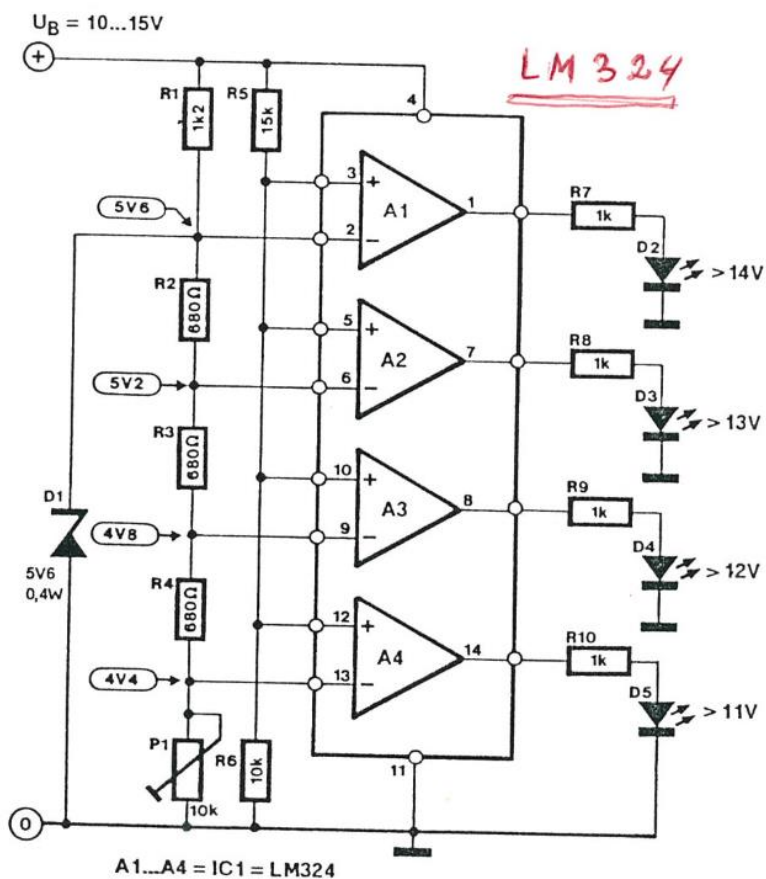 U_B = 10...15V
LM324
+
R1
1k2
R5
15k
4
5V6
3
+
A1
1
2
−
R7
1k
D2
> 14V
R2
680Ω
5
+
A2
7
6
−
R8
1k
D3
> 13V
5V2
R3
680Ω
10
+
A3
8
9
−
R9
1k
D4
> 12V
D1
5V6
0,4W
4V8
R4
680Ω
12
+
A4
14
13
−
R10
1k
D5
> 11V
4V4
P1
10k
R6
10k
11
0
A1...A4 = IC1 = LM324